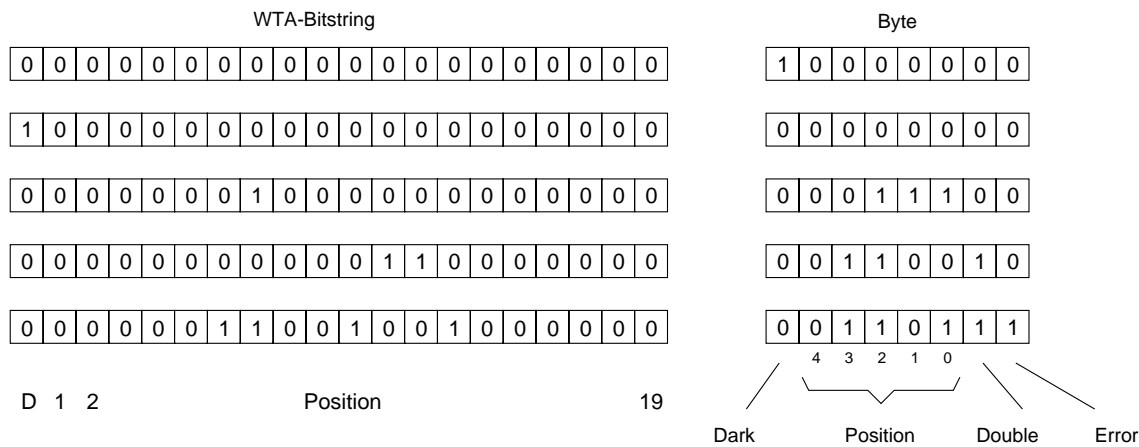 WTA-Bitstring Byte
0 0 0 0 0 0 0 0 0 0 0 0 0 0 0 0 0 0 0 0 1 0 0 0 0 0 0 0
1 0 0 0 0 0 0 0 0 0 0 0 0 0 0 0 0 0 0 0 0 0 0 0 0 0 0 0
0 0 0 0 0 0 0 1 0 0 0 0 0 0 0 0 0 0 0 0 0 0 0 1 1 1 0 0
0 0 0 0 0 0 0 0 0 0 0 1 1 0 0 0 0 0 0 0 0 0 1 1 0 0 1 0
0 0 0 0 0 0 1 1 0 0 1 0 0 1 0 0 0 0 0 0 0 0 1 1 0 1 1 1
4 3 2 1 0
D 1 2 Position 19
Dark Position Double Error